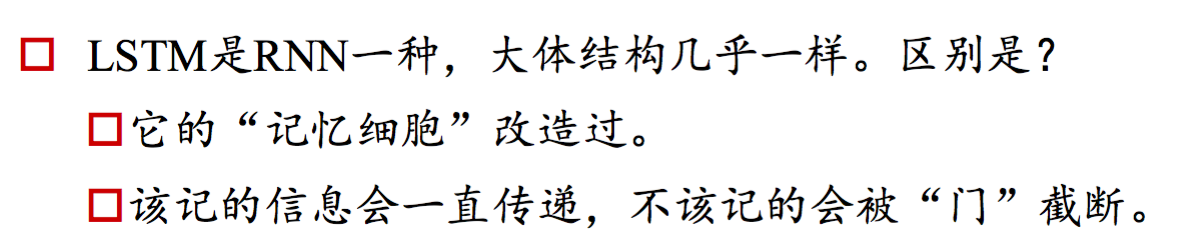 LSTM是RNN一种，大体结构几乎一样。区别是？
它的“记忆细胞”改造过。
该记的信息会一直传递，不该记的会被“门”截断。